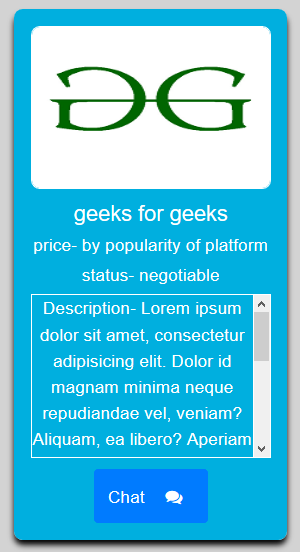 GG
geeks for geeks
price- by popularity of platform
status- negotiable
Description- Lorem ipsum
dolor sit amet, consectetur
adipisicing elit. Dolor id
magnam minima neque
repudiandae vel, veniam?
Aliquam, ea libero? Aperiam
Chat